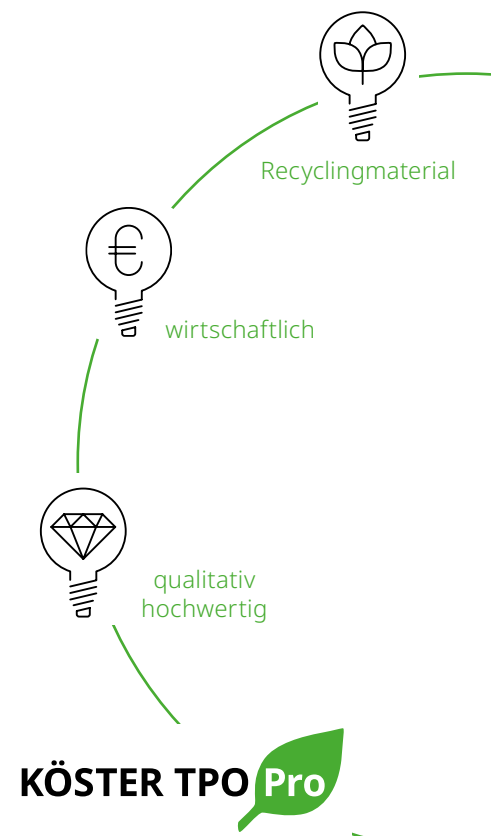 Recyclingmaterial
€
wirtschaftlich
qualitativ
hochwertig
KÖSTER TPO Pro